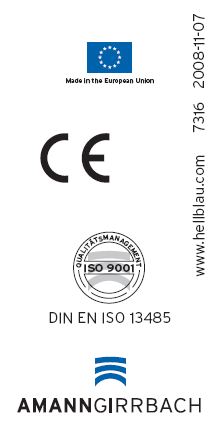 Made in the European Union
CE
QUALITÄTSMANAGEMENT
ISO 9001
DIN EN ISO 13485
AMANNGIRRBACH
www.hellblau.com 7316 2008-11-07